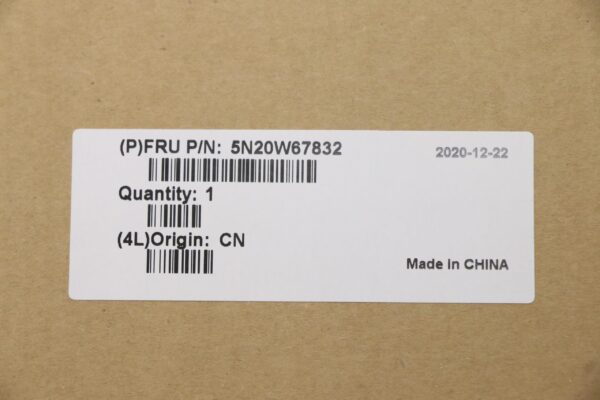 (P)FRU P/N: 5N20W67832
2020-12-22
Quantity: 1
(4L)Origin: CN
Made in CHINA